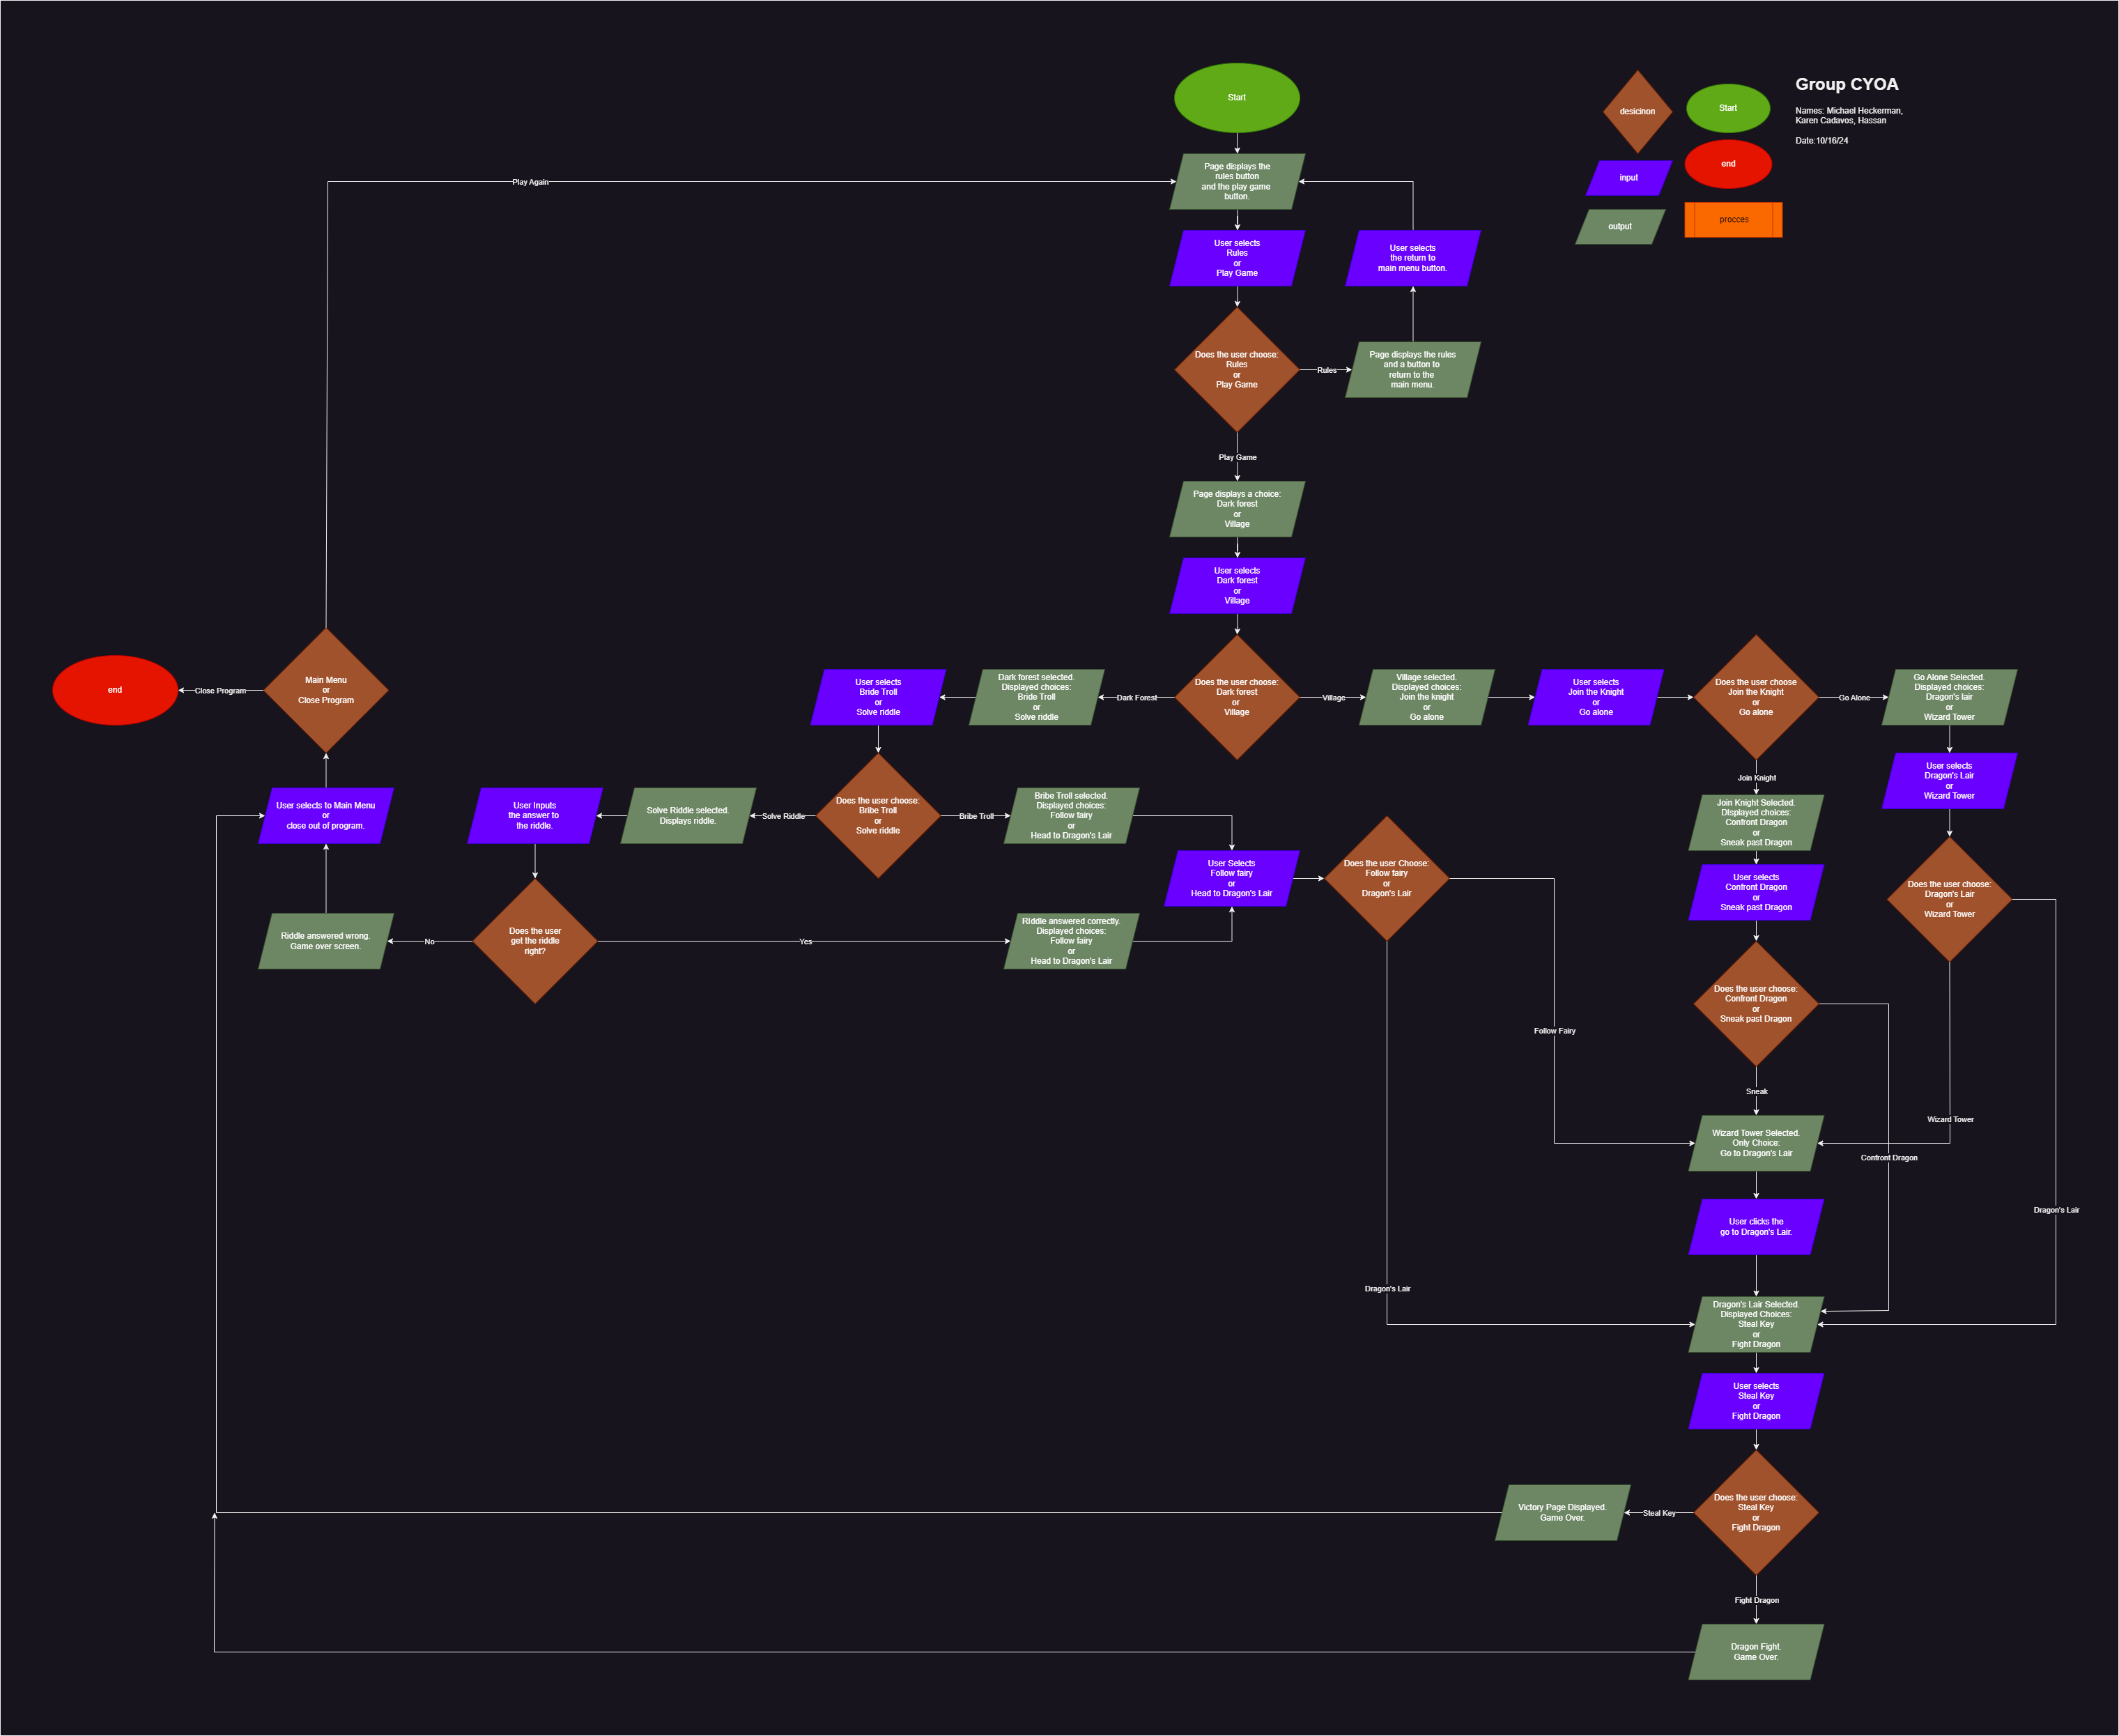 Start
desicinon
Start
Group CYOA
Names: Michael Heckerman,
Karen Cadavos, Hassan
Date:10/16/24
end
input
procces
output
Page displays the
rules button
and the play game
button.
Play Again
User selects
Rules
or
Play Game
User selects
the return to
main menu button.
Does the user choose:
Rules
or
Play Game
Rules
Page displays the rules
and a button to
return to the
main menu.
Play Game
Page displays a choice:
Dark forest
or
Village
User selects
Dark forest
or
Village
end
Close Program
Main Menu
or
Close Program
User selects
Bride Troll
or
Solve riddle
Dark forest selected.
Displayed choices:
Bride Troll
or
Solve riddle
Dark Forest
Does the user choose:
Dark forest
or
Village
Village
Village selected.
Displayed choices:
Join the knight
or
Go alone
User selects
Join the Knight
or
Go alone
Does the user choose
Join the Knight
or
Go alone
Go Alone
Go Alone Selected.
Displayed choices:
Dragon's lair
or
Wizard Tower
Join Knight
User selects
Dragon's Lair
or
Wizard Tower
User selects to Main Menu
or
close out of program.
User Inputs
the answer to
the riddle.
Solve Riddle selected.
Displays riddle.
Solve Riddle
Does the user choose:
Bribe Troll
or
Solve riddle
Bribe Troll
Bribe Troll selected.
Displayed choices:
Follow fairy
or
Head to Dragon's Lair
Join Knight Selected.
DIsplayed choices:
Confront Dragon
or
Sneak past Dragon
User Selects
Follow fairy
or
Head to Dragon's Lair
Does the user Choose:
Follow fairy
or
Dragon's Lair
User selects
Confront Dragon
or
Sneak past Dragon
Does the user choose:
Dragon's Lair
or
Wizard Tower
Riddle answered wrong.
Game over screen.
No
Does the user
get the riddle
right?
Yes
RIddle answered correctly.
Displayed choices:
Follow fairy
or
Head to Dragon's Lair
Does the user choose:
Confront Dragon
or
Sneak past Dragon
Follow Fairy
Sneak
Wizard Tower
Wizard Tower Selected.
Only Choice:
Go to Dragon's Lair
Confront Dragon
Dragon's Lair
User clicks the
go to Dragon's Lair.
Dragon's Lair
Dragon's Lair Selected.
Displayed Choices:
Steal Key
or
Fight Dragon
User selects
Steal Key
or
Fight Dragon
Victory Page Displayed.
Game Over.
Steal Key
Does the user choose:
Steal Key
or
Fight Dragon
Fight Dragon
Dragon Fight.
Game Over.